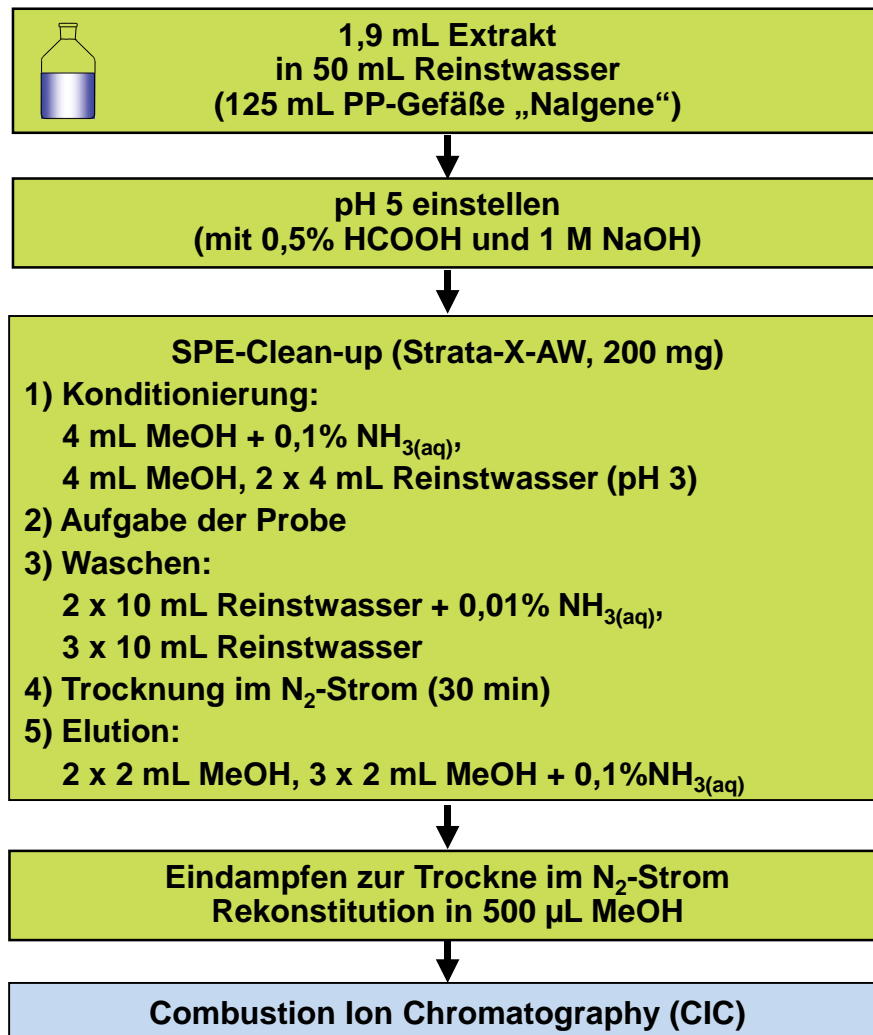 1,9 mL Extrakt
in 50 mL Reinstwasser
(125 mL PP-Gefäße „Nalgene“)
pH 5 einstellen
(mit 0,5% HCOOH und 1 M NaOH)
SPE-Clean-up (Strata-X-AW, 200 mg)
1) Konditionierung:
4 mL MeOH + 0,1% NH3(aq),
4 mL MeOH, 2 x 4 mL Reinstwasser (pH 3)
2) Aufgabe der Probe
3) Waschen:
2 x 10 mL Reinstwasser + 0,01% NH3(aq),
3 x 10 mL Reinstwasser
4) Trocknung im N2-Strom (30 min)
5) Elution:
2 x 2 mL MeOH, 3 x 2 mL MeOH + 0,1%NH3(aq)
Eindampfen zur Trockne im N2-Strom
Rekonstitution in 500 µL MeOH
Combustion Ion Chromatography (CIC)